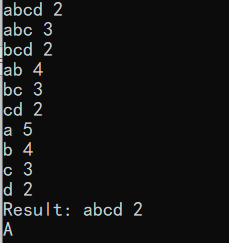 abcd 2
abc 3
bcd 2
ab 4
bc 3
cd 2
a 5
b 4
c 3
d 2
Result: abcd 2
A